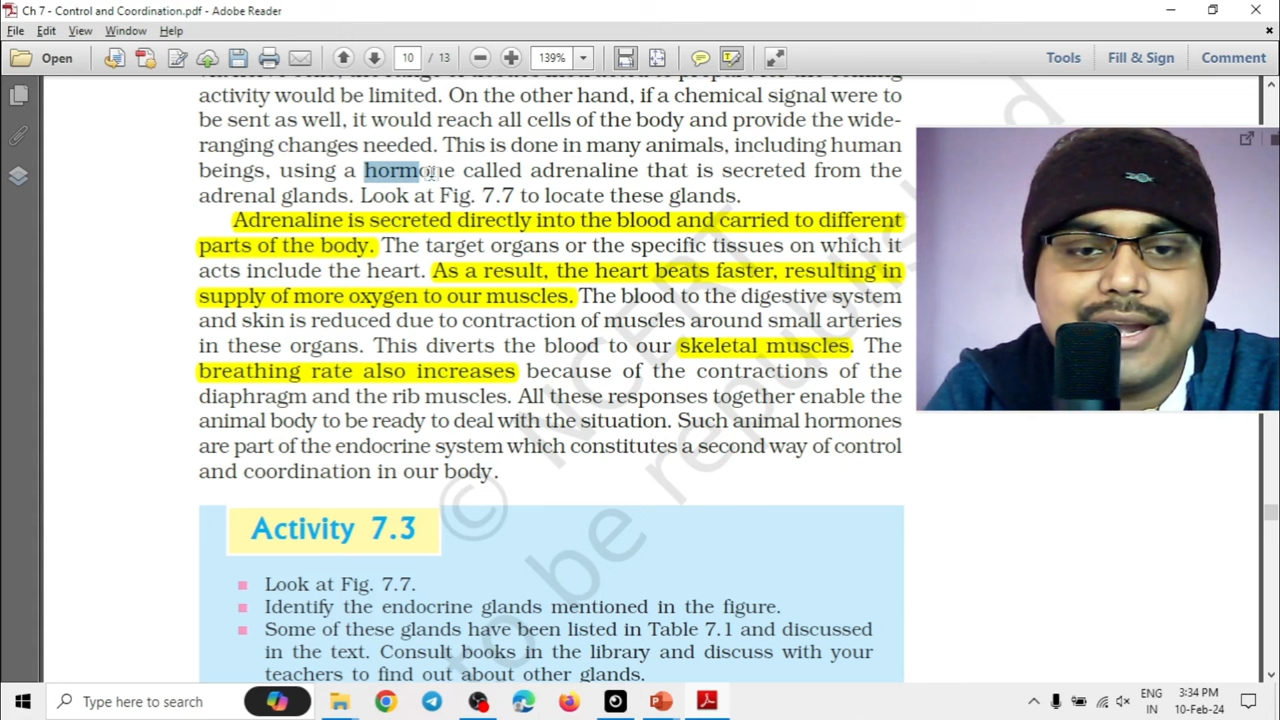 Ch 7 - Control and Coordination.pdf - Adobe Reader
File Edit View Window Help
Open 10 / 13 139% Tools Fill & Sign Comment
activity would be limited. On the other hand, if a chemical signal were to
be sent as well, it would reach all cells of the body and provide the wide-
ranging changes needed. This is done in many animals, including human
beings, using a hormone called adrenaline that is secreted from the
adrenal glands. Look at Fig. 7.7 to locate these glands.
Adrenaline is secreted directly into the blood and carried to different
parts of the body. The target organs or the specific tissues on which it
acts include the heart. As a result, the heart beats faster, resulting in
supply of more oxygen to our muscles. The blood to the digestive system
and skin is reduced due to contraction of muscles around small arteries
in these organs. This diverts the blood to our skeletal muscles. The
breathing rate also increases because of the contractions of the
diaphragm and the rib muscles. All these responses together enable the
animal body to be ready to deal with the situation. Such animal hormones
are part of the endocrine system which constitutes a second way of control
and coordination in our body.
© NCERT
to be republished
Activity 7.3
Look at Fig. 7.7.
Identify the endocrine glands mentioned in the figure.
Some of these glands have been listed in Table 7.1 and discussed
in the text. Consult books in the library and discuss with your
teachers to find out about other glands.
Type here to search
ENG
IN
3:34 PM
10-Feb-24